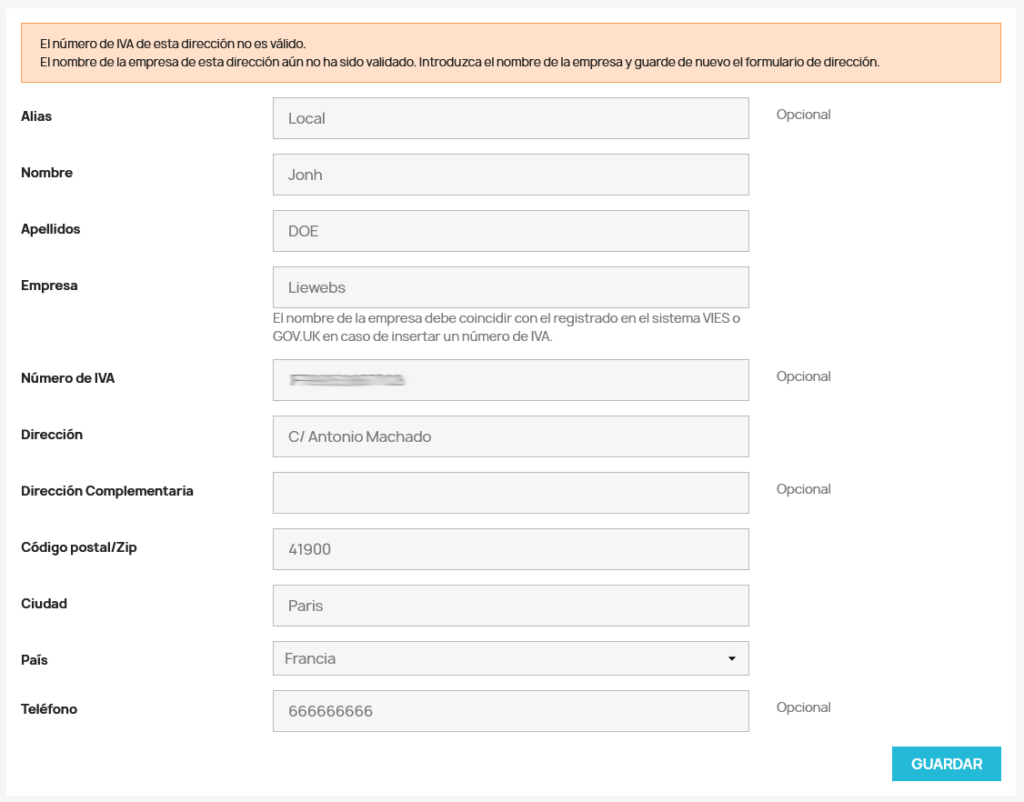 El número de IVA de esta dirección no es válido.
El nombre de la empresa de esta dirección aún no ha sido validado. Introduzca el nombre de la empresa y guarde de nuevo el formulario de dirección.
Alias
Local
Opcional
Nombre
Jonh
Apellidos
DOE
Empresa
Liewebs
El nombre de la empresa debe coincidir con el registrado en el sistema VIES o
GOV.UK en caso de insertar un número de IVA.
Número de IVA
Opcional
Dirección
C/ Antonio Machado
Dirección Complementaria
Opcional
Código postal/Zip
41900
Ciudad
Paris
País
Francia
Teléfono
666666666
Opcional
GUARDAR